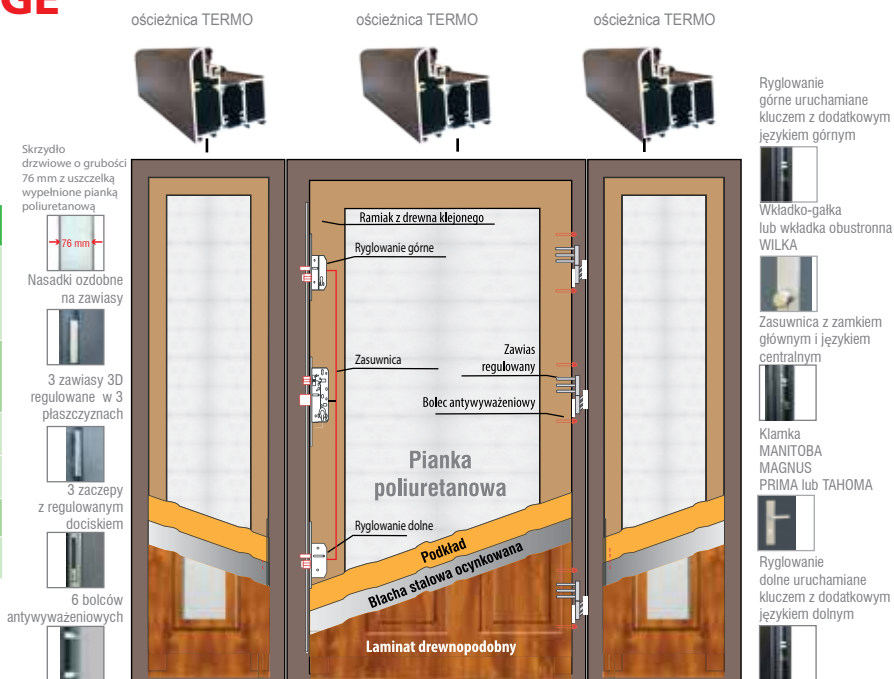 GE
ościeżnica TERMO
ościeżnica TERMO
ościeżnica TERMO
Skrzydło
drzwiowe o grubości
76 mm z uszczelką
wypełnione pianką
poliuretanową
76 mm
Nasadki ozdobne
na zawiasy
3 zawiasy 3D
regulowane w 3
płaszczyznach
3 zaczepy
z regulowanym
dociskiem
6 bolców
antywyważeniowych
Ramiak z drewna klejonego
Ryglowanie górne
Zasuwnica
Zawias
regulowany
Bolec antywyważeniowy
Pianka
poliuretanowa
Ryglowanie dolne
Podkład
Blacha stalowa ocynkowana
Laminat drewnopodobny
Ryglowanie
górne uruchamiane
kluczem z dodatkowym
językiem górnym
Wkładko-gałka
lub wkładka obustronna
WILKA
Zasuwnica z zamkiem
głównym i językiem
centralnym
Klamka
MANITOBA
MAGNUS
PRIMA lub TAHOMA
Ryglowanie
dolne uruchamiane
kluczem z dodatkowym
językiem dolnym